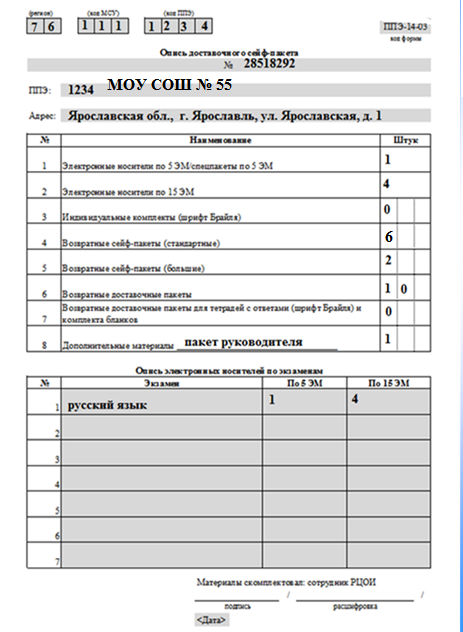 (регион) (код МСУ) (код ППЭ)
7 6 1 1 1 1 2 3 4 ППЭ-14-03
код формы
Опись доставочного сейф-пакета
№ 28518292
ППЭ: 1234 МОУ СОШ № 55
Адрес: Ярославская обл., г. Ярославль, ул. Ярославская, д. 1
№ Наименование Штук
1 Электронные носители по 5 ЭМ/спецпакеты по 5 ЭМ 1
2 Электронные носители по 15 ЭМ 4
3 Индивидуальные комплекты (шрифт Брайля) 0
4 Возвратные сейф-пакеты (стандартные) 6
5 Возвратные сейф-пакеты (большие) 2
6 Возвратные доставочные пакеты 1 0
7 Возвратные доставочные пакеты для тетрадей с ответами (шрифт Брайля) и
комплекта бланков 0
8 Дополнительные материалы пакет руководителя 1
Опись электронных носителей по экзаменам
№ Экзамен По 5 ЭМ По 15 ЭМ
1 русский язык 1 4
2
3
4
5
6
7
Материалы скомплектовал: сотрудник РЦОИ
/ /
подпись расшифровка
<Дата>